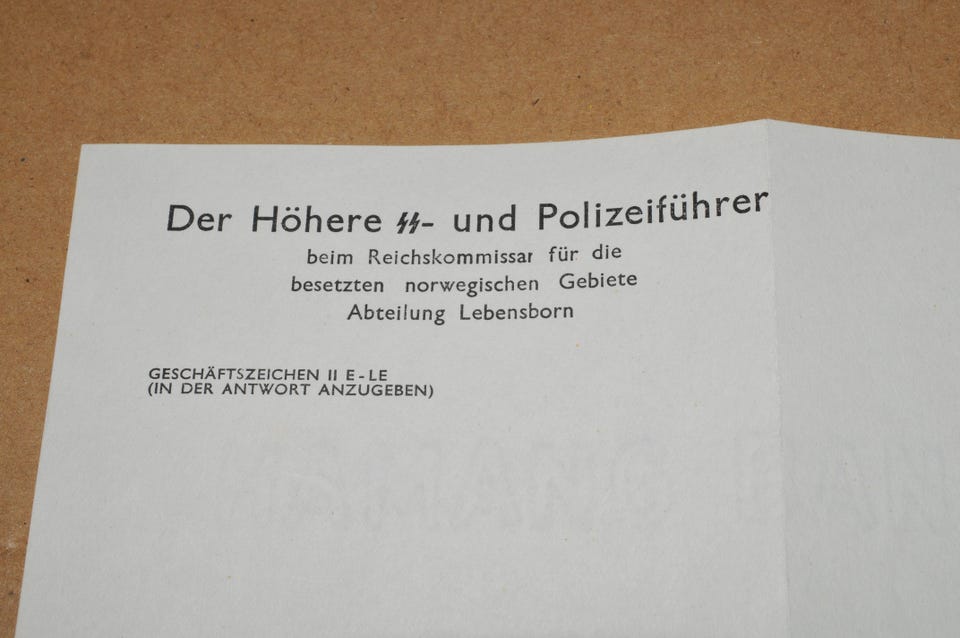 Der Höhere ϟϟ- und Polizeiführer
beim Reichskommissar für die
besetzten norwegischen Gebiete
Abteilung Lebensborn
GESCHÄFTSZEICHEN II E-LE
(IN DER ANTWORT ANZUGEBEN)